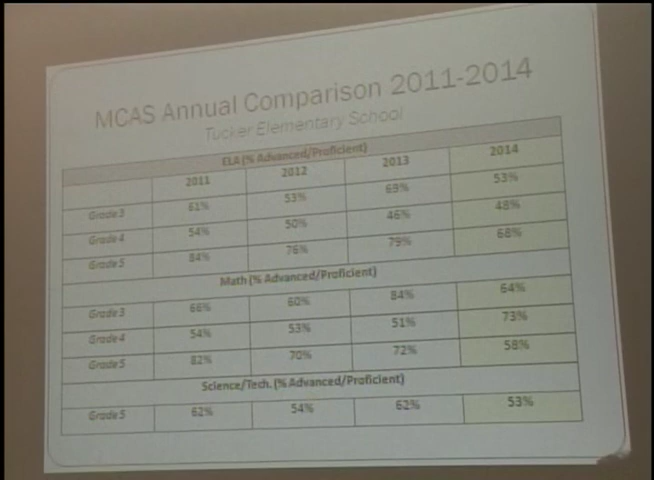 MCAS Annual Comparison 2011-2014
Tucker Elementary School
ELA (% Advanced/Proficient)
2011 2012 2013 2014
Grade 3 61% 53% 69% 53%
Grade 4 54% 50% 46% 48%
Grade 5 84% 76% 79% 68%
Math (% Advanced/Proficient)
Grade 3 66% 60% 84% 64%
Grade 4 54% 53% 51% 73%
Grade 5 82% 70% 72% 58%
Science/Tech. (% Advanced/Proficient)
Grade 5 62% 54% 62% 53%